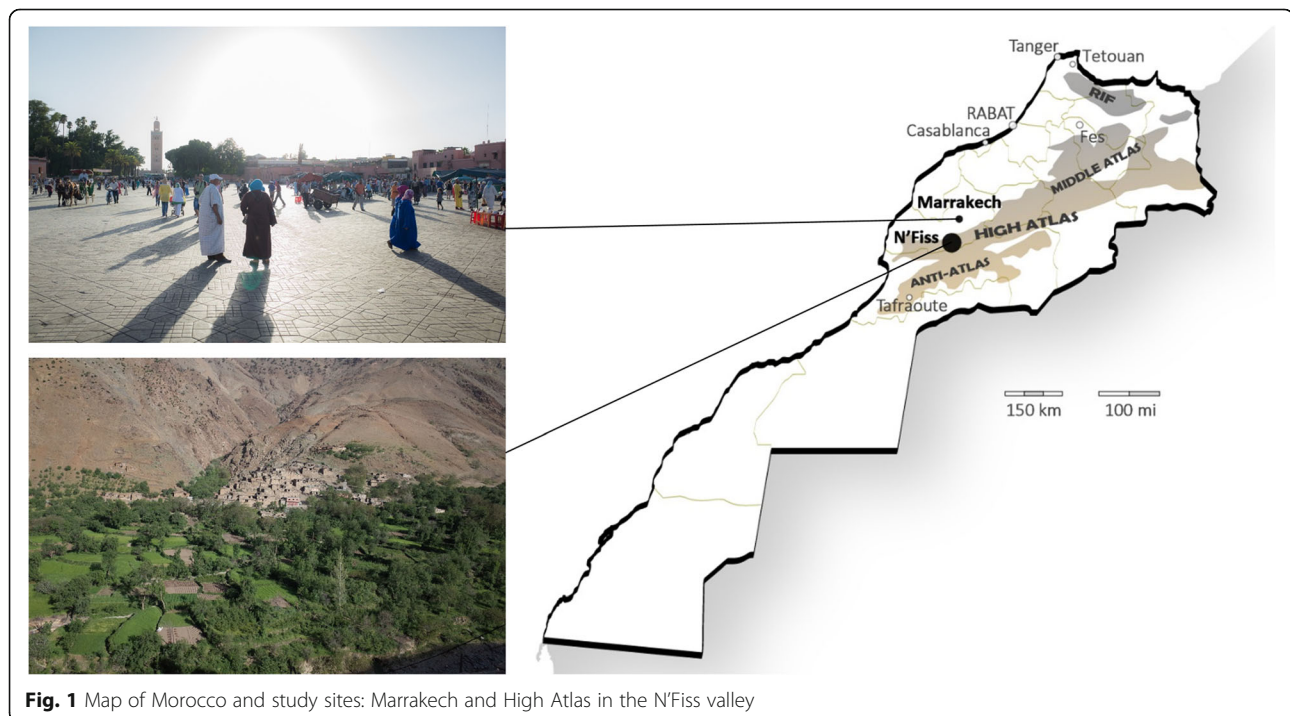 Tanger
Tetouan
RIF
RABAT
Casablanca
Fes
MIDDLE ATLAS
Marrakech
HIGH ATLAS
N'Fiss
ANTI-ATLAS
Tafraoute
150 km 100 mi
Fig. 1 Map of Morocco and study sites: Marrakech and High Atlas in the N'Fiss valley